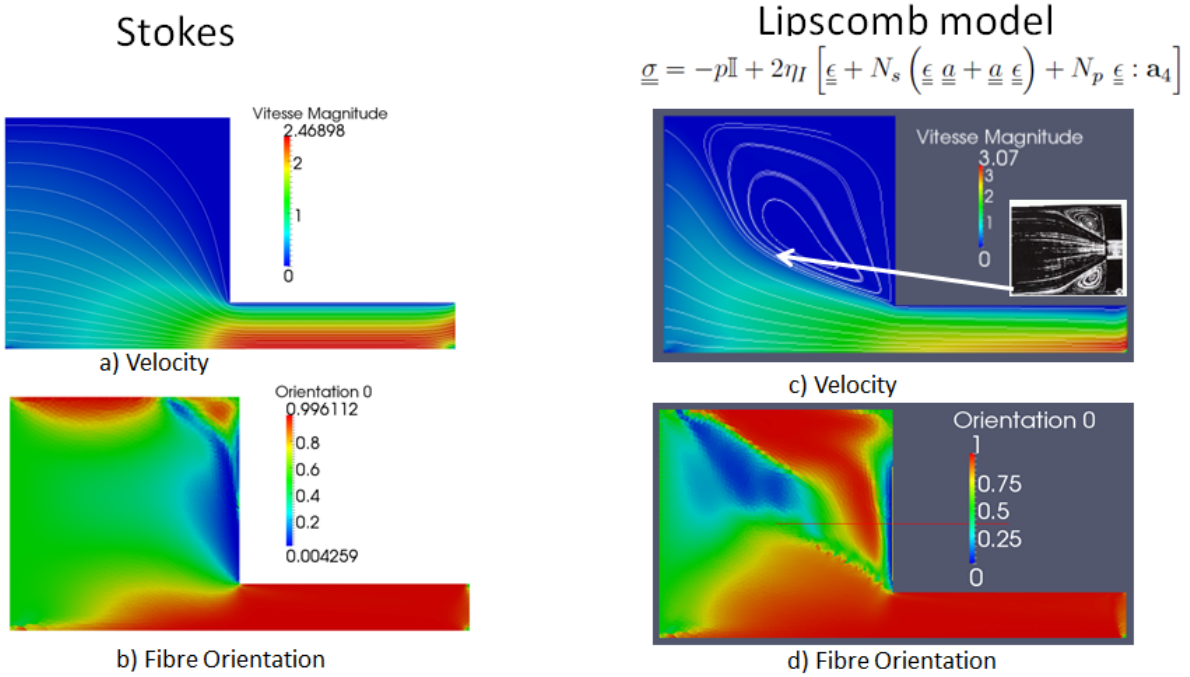 Stokes
Vitesse Magnitude
2.46898
2
1
0
a) Velocity
Orientation 0
0.996112
0.8
0.6
0.4
0.2
0.004259
b) Fibre Orientation
Lipscomb model
σ = −p𝕀 + 2η_I [ϵ + N_s (ϵ a + a ϵ) + N_p ϵ : a₄]
Vitesse Magnitude
3.07
3
2
1
0
c) Velocity
Orientation 0
1
0.75
0.5
0.25
0
d) Fibre Orientation